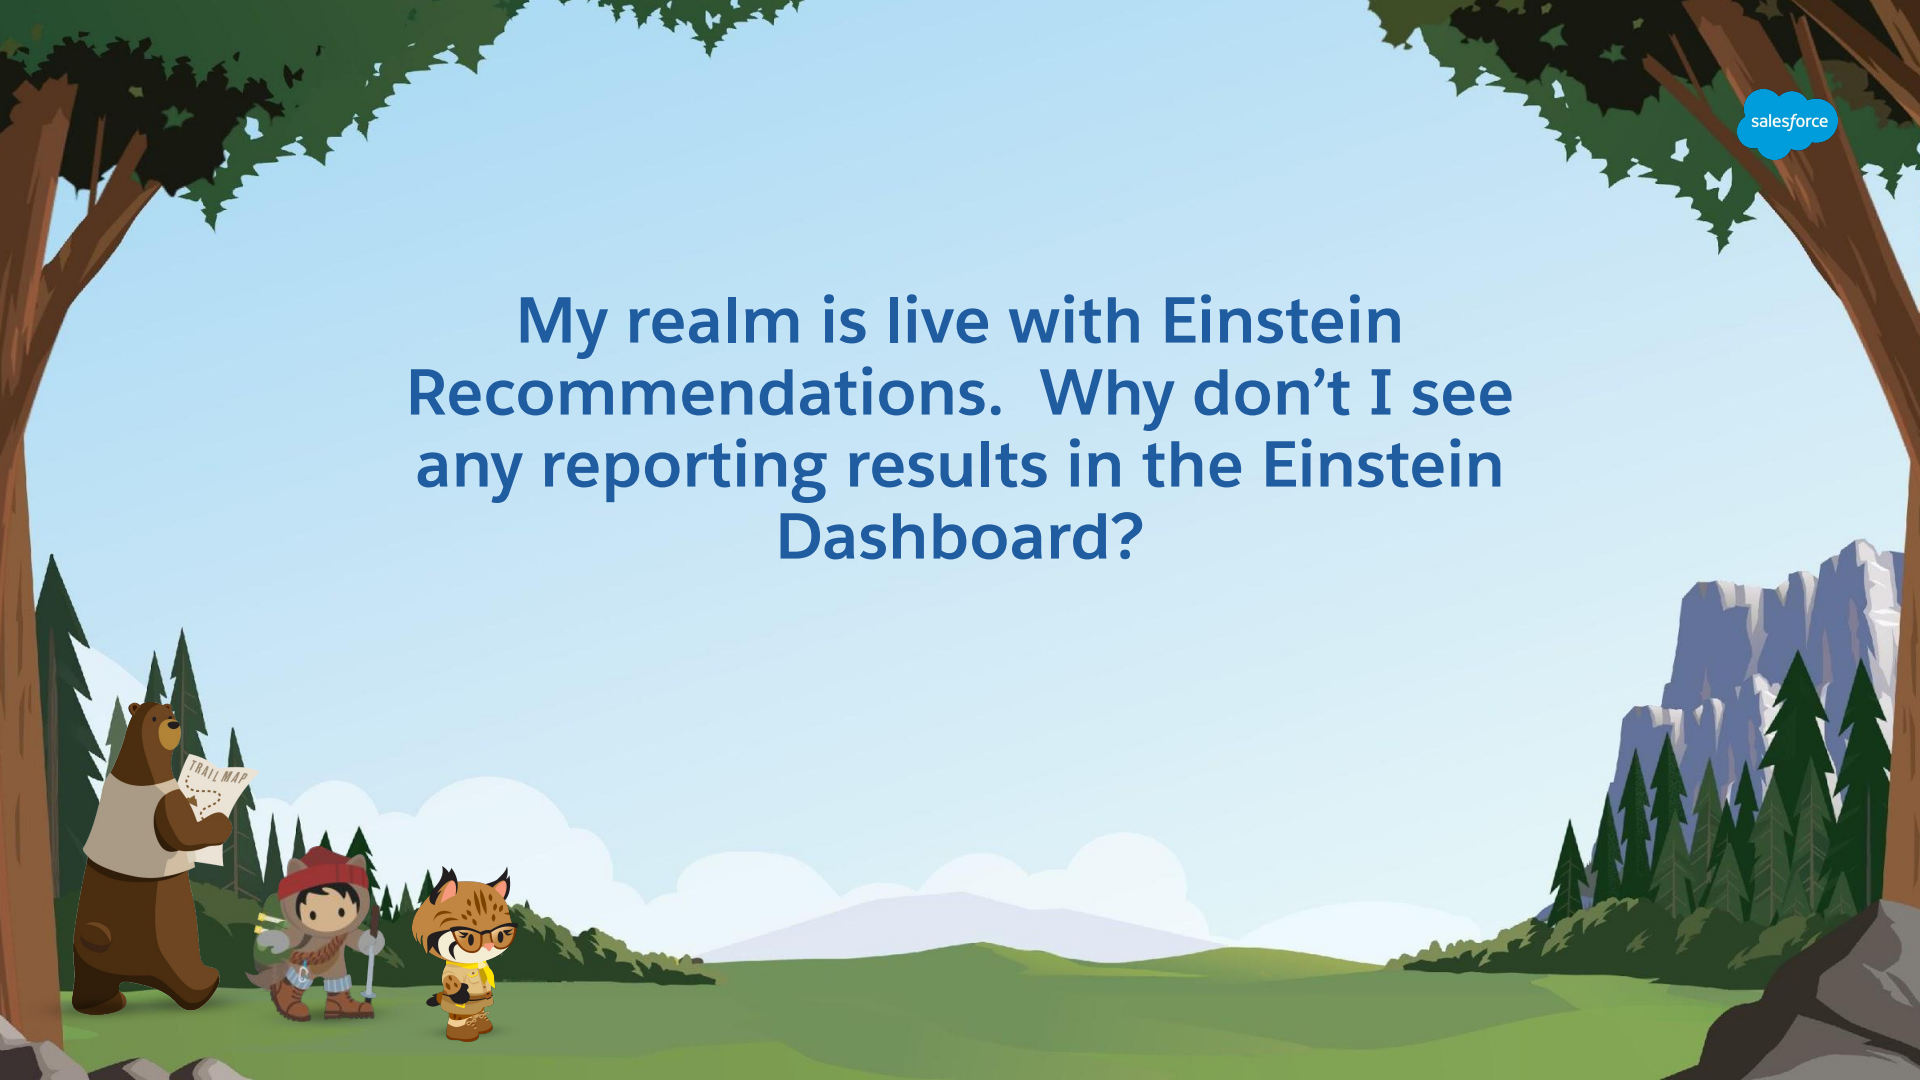 salesforce
My realm is live with Einstein
Recommendations.  Why don’t I see
any reporting results in the Einstein
Dashboard?
TRAIL MAP